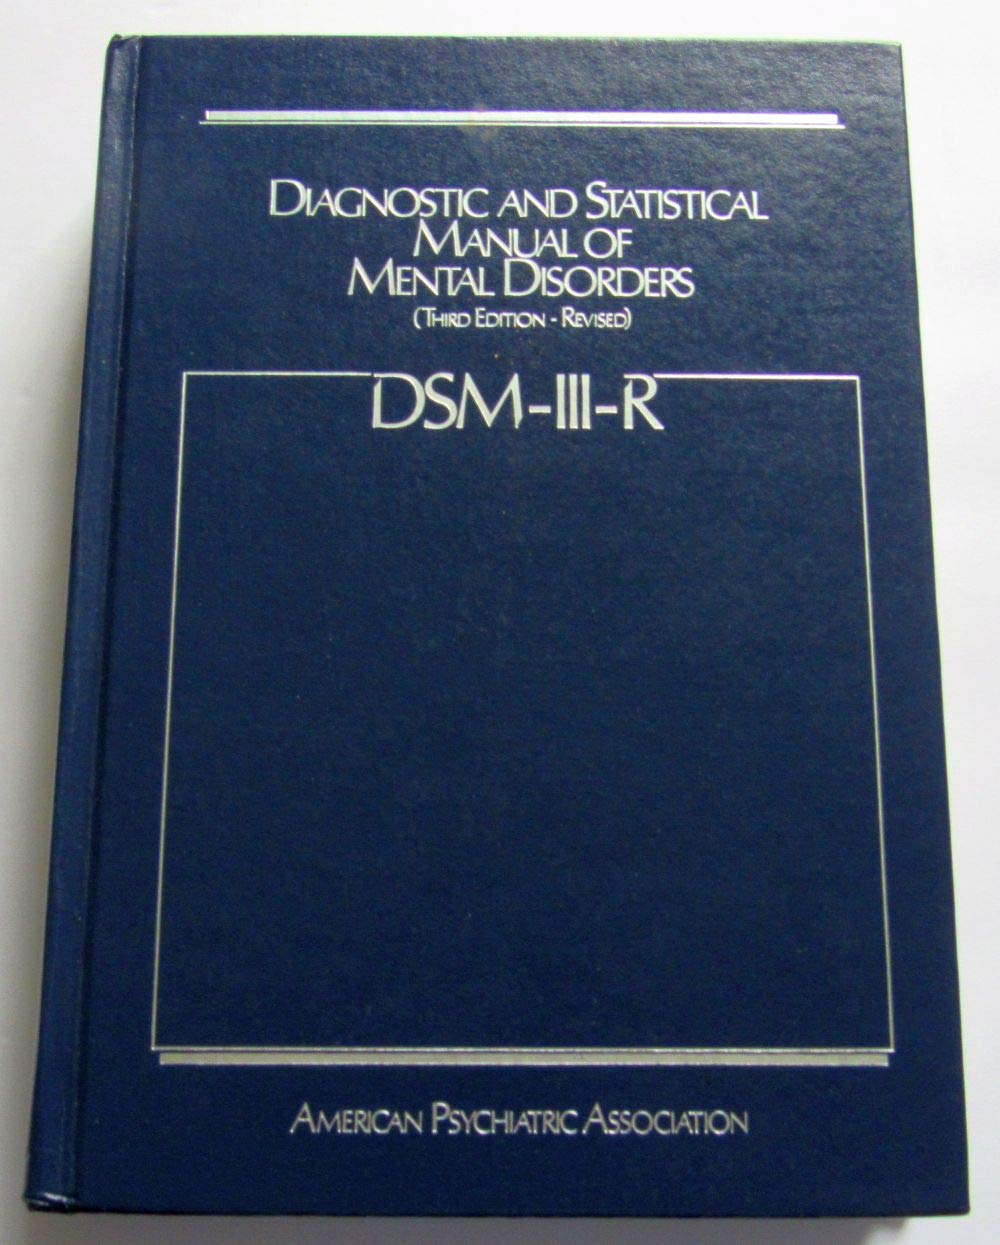 DIAGNOSTIC AND STATISTICAL
MANUAL OF
MENTAL DISORDERS
(THIRD EDITION - REVISED)
DSM-III-R
AMERICAN PSYCHIATRIC ASSOCIATION